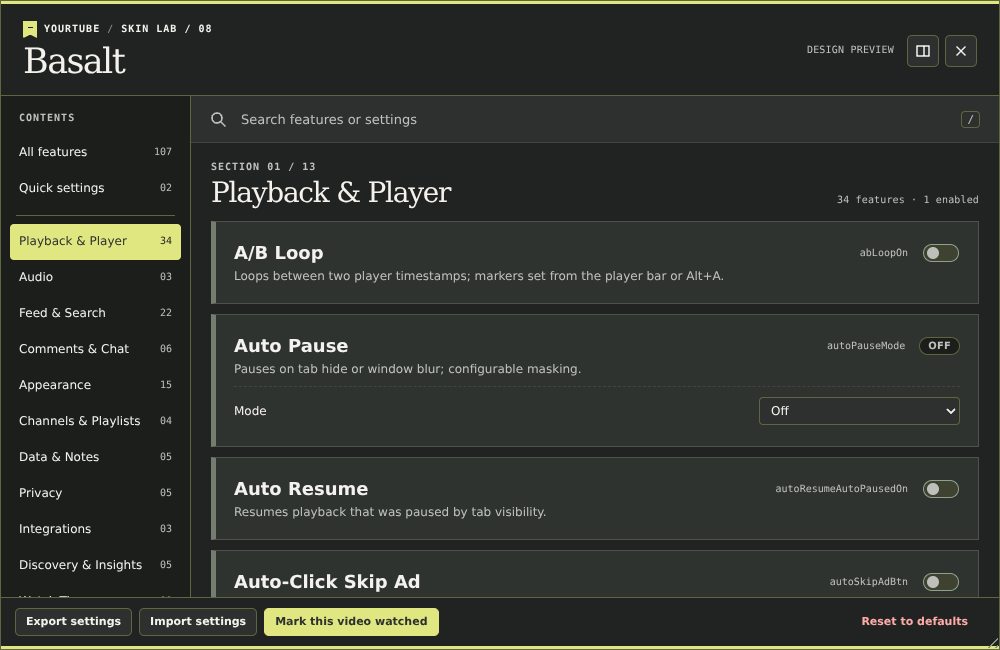 YOURTUBE / SKIN LAB / 08
Basalt
DESIGN PREVIEW
CONTENTS
All features 107
Quick settings 02
Playback & Player 34
Audio 03
Feed & Search 22
Comments & Chat 06
Appearance 15
Channels & Playlists 04
Data & Notes 05
Privacy 05
Integrations 03
Discovery & Insights 05
Search features or settings /
SECTION 01 / 13
Playback & Player
34 features · 1 enabled
A/B Loop
abLoopOn
Loops between two player timestamps; markers set from the player bar or Alt+A.
Auto Pause
autoPauseMode OFF
Pauses on tab hide or window blur; configurable masking.
Mode Off
Auto Resume
autoResumeAutoPausedOn
Resumes playback that was paused by tab visibility.
Auto-Click Skip Ad
autoSkipAdBtn
Export settings
Import settings
Mark this video watched
Reset to defaults